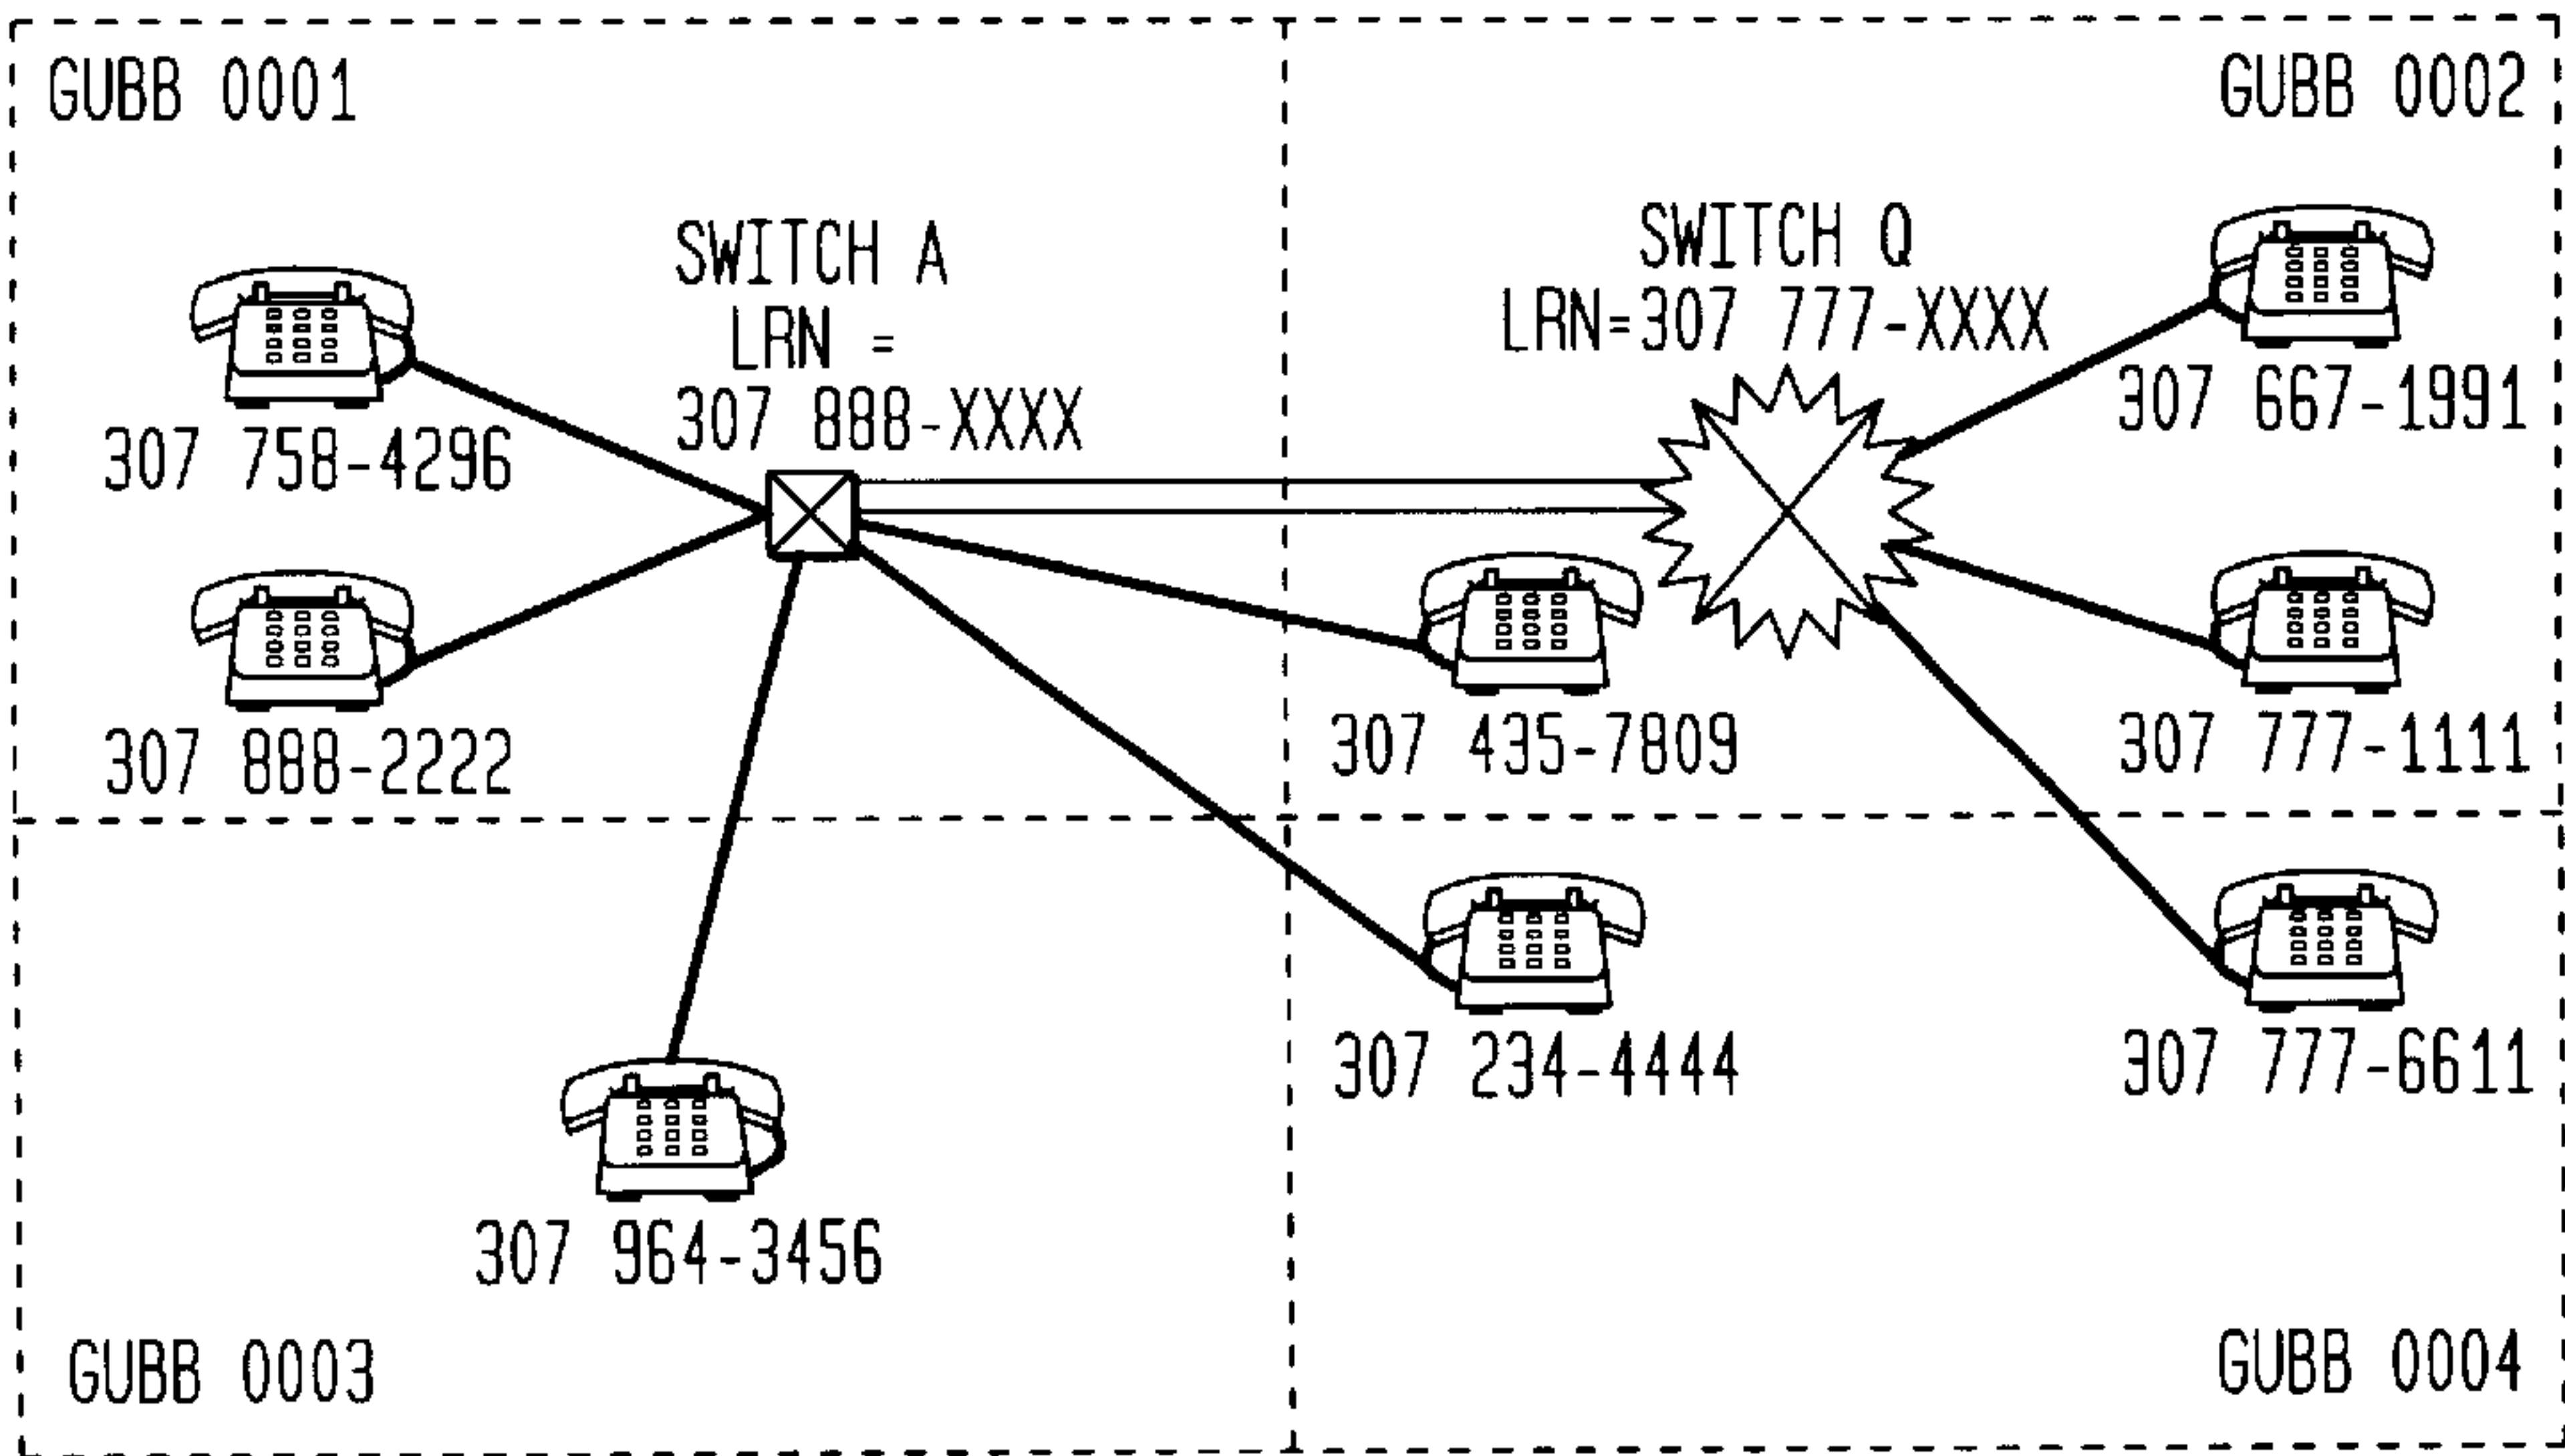 GUBB 0001
GUBB 0002
SWITCH A
LRN =
307 888-XXXX
SWITCH Q
LRN=307 777-XXXX
307 758-4296
307 667-1991
307 888-2222
307 435-7809
307 777-1111
307 234-4444
307 777-6611
307 964-3456
GUBB 0003
GUBB 0004